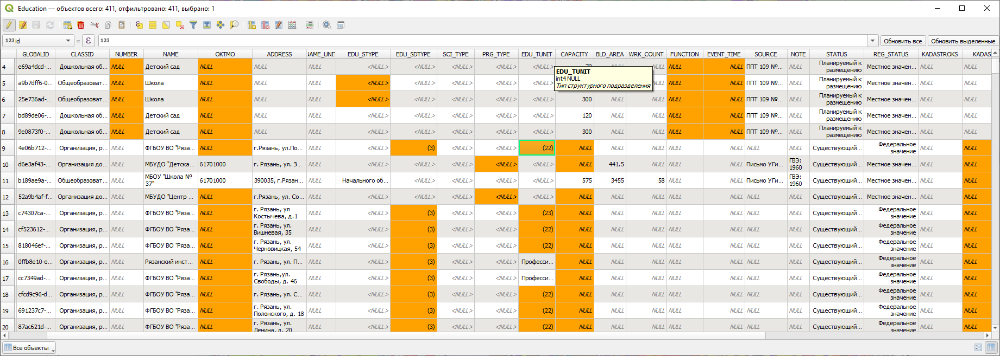 Education — объектов всего: 411, отфильтровано: 411, выбрано: 1
123 id = ε 123 Обновить все Обновить выделенные
GLOBALID CLASSID NUMBER NAME OKTMO ADDRESS NAME_UNIT EDU_STYPE EDU_SDTYPE SCI_TYPE PRG_TYPE EDU_TUNIT CAPACITY BLD_AREA WRK_COUNT FUNCTION EVENT_TIME SOURCE NOTE STATUS REG_STATUS KADASTROKS KADAS
4 e69a4dcd-... Дошкольная об... NULL Детский сад NULL NULL NULL <NULL> <NULL> <NULL> <NULL> <NULL> NULL NULL ППТ 109 №... NULL Планируемый к размещению Местное значен... NULL NULL
EDU_TUNIT
int4 NULL
Тип структурного подразделения
5 a9b7dff6-0... Общеобразоват... NULL Школа NULL NULL NULL <NULL> <NULL> <NULL> <NULL> <NULL> NULL NULL ППТ 109 №... NULL Планируемый к размещению Местное значен... NULL NULL
6 25e736ad-... Общеобразоват... NULL Школа NULL NULL NULL <NULL> <NULL> <NULL> <NULL> <NULL> 300 NULL NULL NULL NULL ППТ 109 №... NULL Планируемый к размещению Местное значен... NULL NULL
7 bd89de06-... Дошкольная об... NULL Детский сад NULL NULL NULL <NULL> <NULL> <NULL> <NULL> <NULL> 120 NULL NULL NULL NULL ППТ 109 №... NULL Планируемый к размещению Местное значен... NULL NULL
8 9e0873f0-... Дошкольная об... NULL Детский сад NULL NULL NULL <NULL> <NULL> <NULL> <NULL> <NULL> 300 NULL NULL NULL NULL ППТ 109 №... NULL Планируемый к размещению Местное значен... NULL NULL
9 4e06b712-... Организация, р... NULL ФГБОУ ВО "Ряза... NULL г.Рязань, ул.По... NULL <NULL> (3) <NULL> <NULL> (22) NULL NULL NULL NULL NULL NULL NULL Существующий... Федеральное значение NULL NULL
10 d6e3af43-... Организация до... NULL МБУДО "Детска... 61701000 г. Рязань, ул. З... NULL <NULL> <NULL> <NULL> <NULL> <NULL> NULL 441.5 NULL NULL NULL Письмо УГи... ГВЭ: 1960 Существующий... Местное значен... NULL NULL
11 b189ae9a-... Общеобразоват... NULL МБОУ "Школа № 37" 61701000 390035, г.Рязан... NULL Начального об... <NULL> <NULL> <NULL> <NULL> 575 3455 58 NULL NULL Письмо УГи... ГВЭ: 1960 Существующий... Местное значен... NULL NULL
12 52a9b4af-f... Организация до... NULL МБУДО "Центр ... NULL г.Рязань, ул. Со... NULL <NULL> <NULL> <NULL> <NULL> <NULL> NULL NULL NULL NULL NULL NULL NULL Существующий... Местное значен... NULL NULL
13 c74307ca-... Организация, р... NULL ФГБОУ ВО "Ряза... NULL г. Рязань, ул Костычева, д.1 NULL <NULL> (3) <NULL> <NULL> (23) NULL NULL NULL NULL NULL NULL NULL Существующий... Федеральное значение NULL NULL
14 cf523612-... Организация, р... NULL ФГБОУ ВО "Ряза... NULL г. Рязань, ул. Вишневая, 35 NULL <NULL> (3) <NULL> <NULL> (22) NULL NULL NULL NULL NULL NULL NULL Существующий... Федеральное значение NULL NULL
15 818046ef-... Организация, р... NULL ФГБОУ ВО "Ряза... NULL г. Рязань, ул. Черновицкая, 54 NULL <NULL> (3) <NULL> <NULL> (22) NULL NULL NULL NULL NULL NULL NULL Существующий... Федеральное значение NULL NULL
16 0ffb8e10-e... Организация, р... NULL Рязанский инст... NULL г. Рязань, ул. П... NULL <NULL> (3) <NULL> <NULL> Професси... NULL NULL NULL NULL NULL NULL NULL Существующий... Федеральное значение NULL NULL
17 cc7349ad-... Организация, р... NULL ФГБОУ ВО "Ряза... NULL г. Рязань,ул. Свободы, д. 46 NULL <NULL> (3) <NULL> <NULL> Професси... NULL NULL NULL NULL NULL NULL NULL Существующий... Федеральное значение NULL NULL
18 cfcd9c96-d... Организация, р... NULL ФГБОУ ВО "Ряза... NULL г. Рязань, ул. С... NULL <NULL> (3) <NULL> <NULL> (22) NULL NULL NULL NULL NULL NULL NULL Существующий... Федеральное значение NULL NULL
19 691237c7-... Организация, р... NULL ФГБОУ ВО "Ряза... NULL г. Рязань, ул. Полонского, д. 18 NULL <NULL> (3) <NULL> <NULL> (22) NULL NULL NULL NULL NULL NULL NULL Существующий... Федеральное значение NULL NULL
20 87ac621d-... Организация, р... NULL ФГБОУ ВО "Ряза... NULL г. Рязань, ул. Ленина, д. 20 NULL <NULL> (3) <NULL> <NULL> (22) NULL NULL NULL NULL NULL NULL NULL Существующий... Федеральное значение NULL NULL
Все объекты